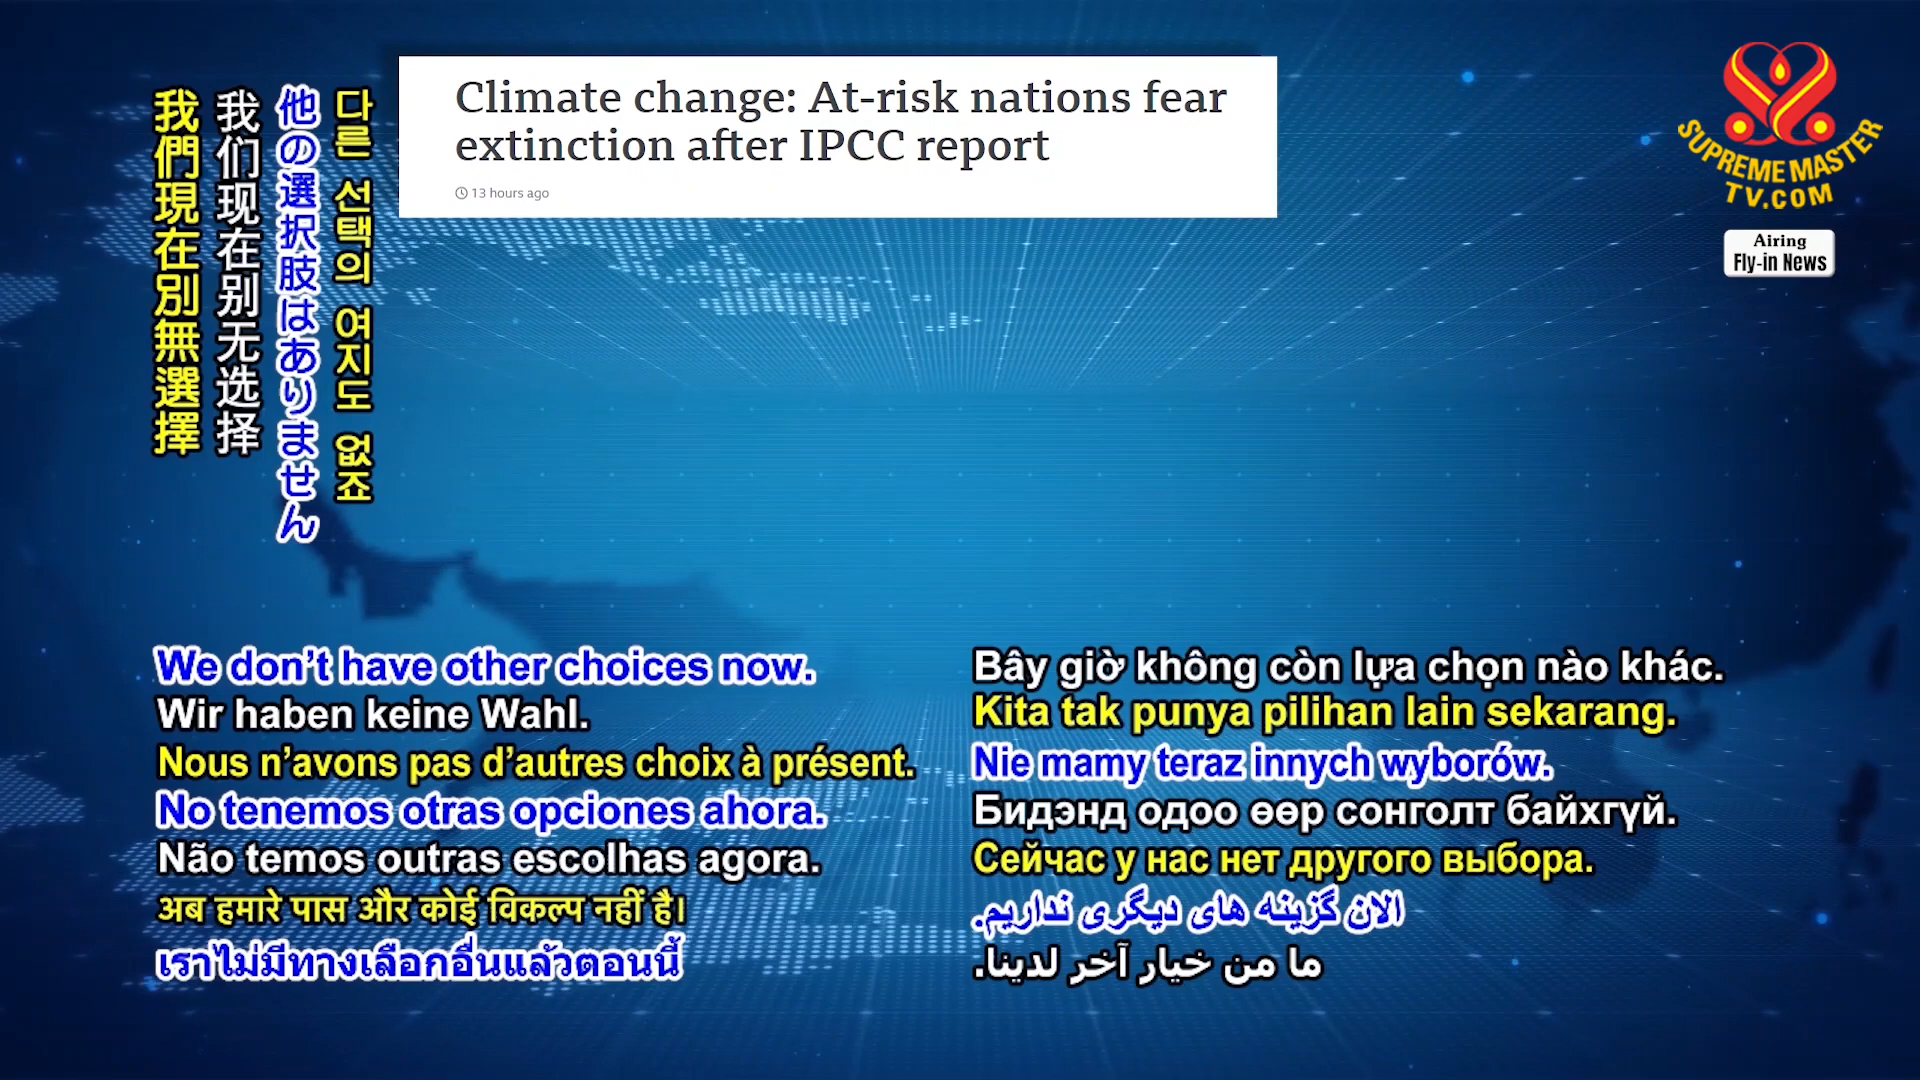 Climate change: At-risk nations fear
extinction after IPCC report
13 hours ago
SUPREME MASTER
TV.COM
Airing
Fly-in News
다른 선택의 여지도 없죠
他の選択肢はありません
我们现在别无选择
我們現在別無選擇
We don’t have other choices now.
Wir haben keine Wahl.
Nous n’avons pas d’autres choix à présent.
No tenemos otras opciones ahora.
Não temos outras escolhas agora.
अब हमारे पास और कोई विकल्प नहीं है।
เราไม่มีทางเลือกอื่นแล้วตอนนี้
Bây giờ không còn lựa chọn nào khác.
Kita tak punya pilihan lain sekarang.
Nie mamy teraz innych wyborów.
Бидэнд одоо өөр сонголт байхгүй.
Сейчас у нас нет другого выбора.
الان گزینه های دیگری نداریم.
ما من خيار آخر لدينا.